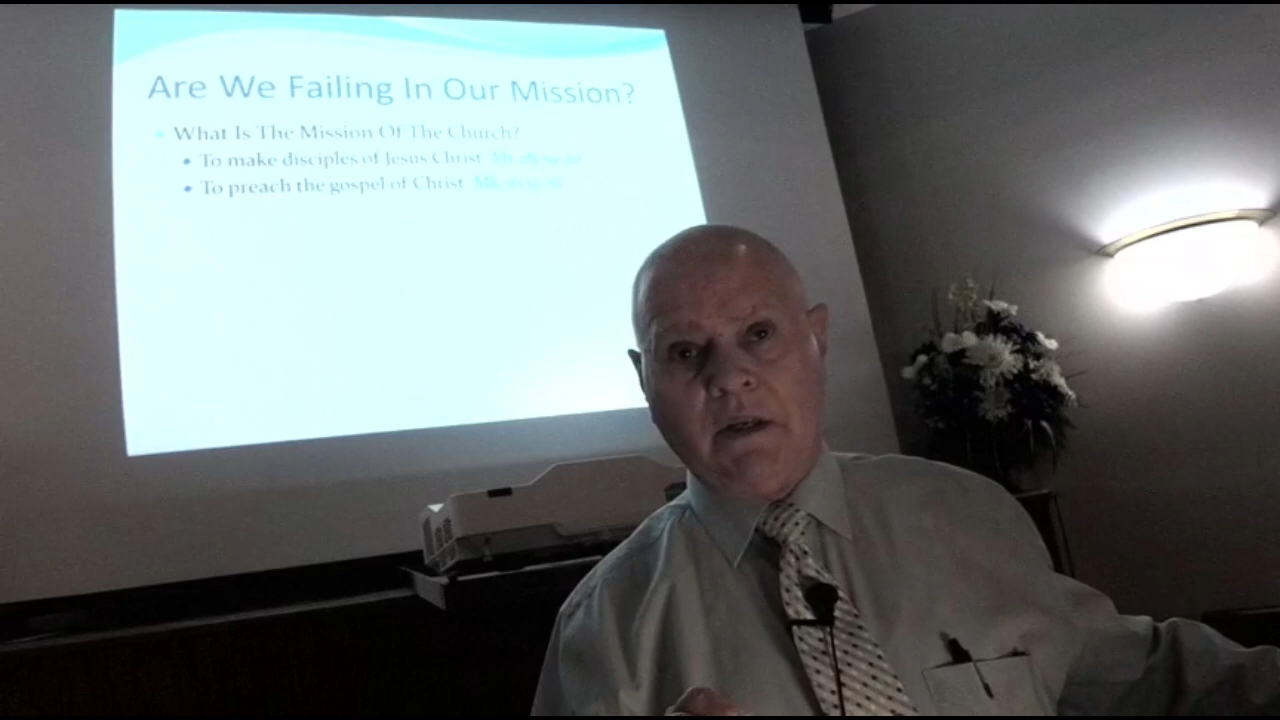 Are We Failing In Our Mission?
What Is The Mission Of The Church?
To make disciples of Jesus Christ
To preach the gospel of Christ Mk.